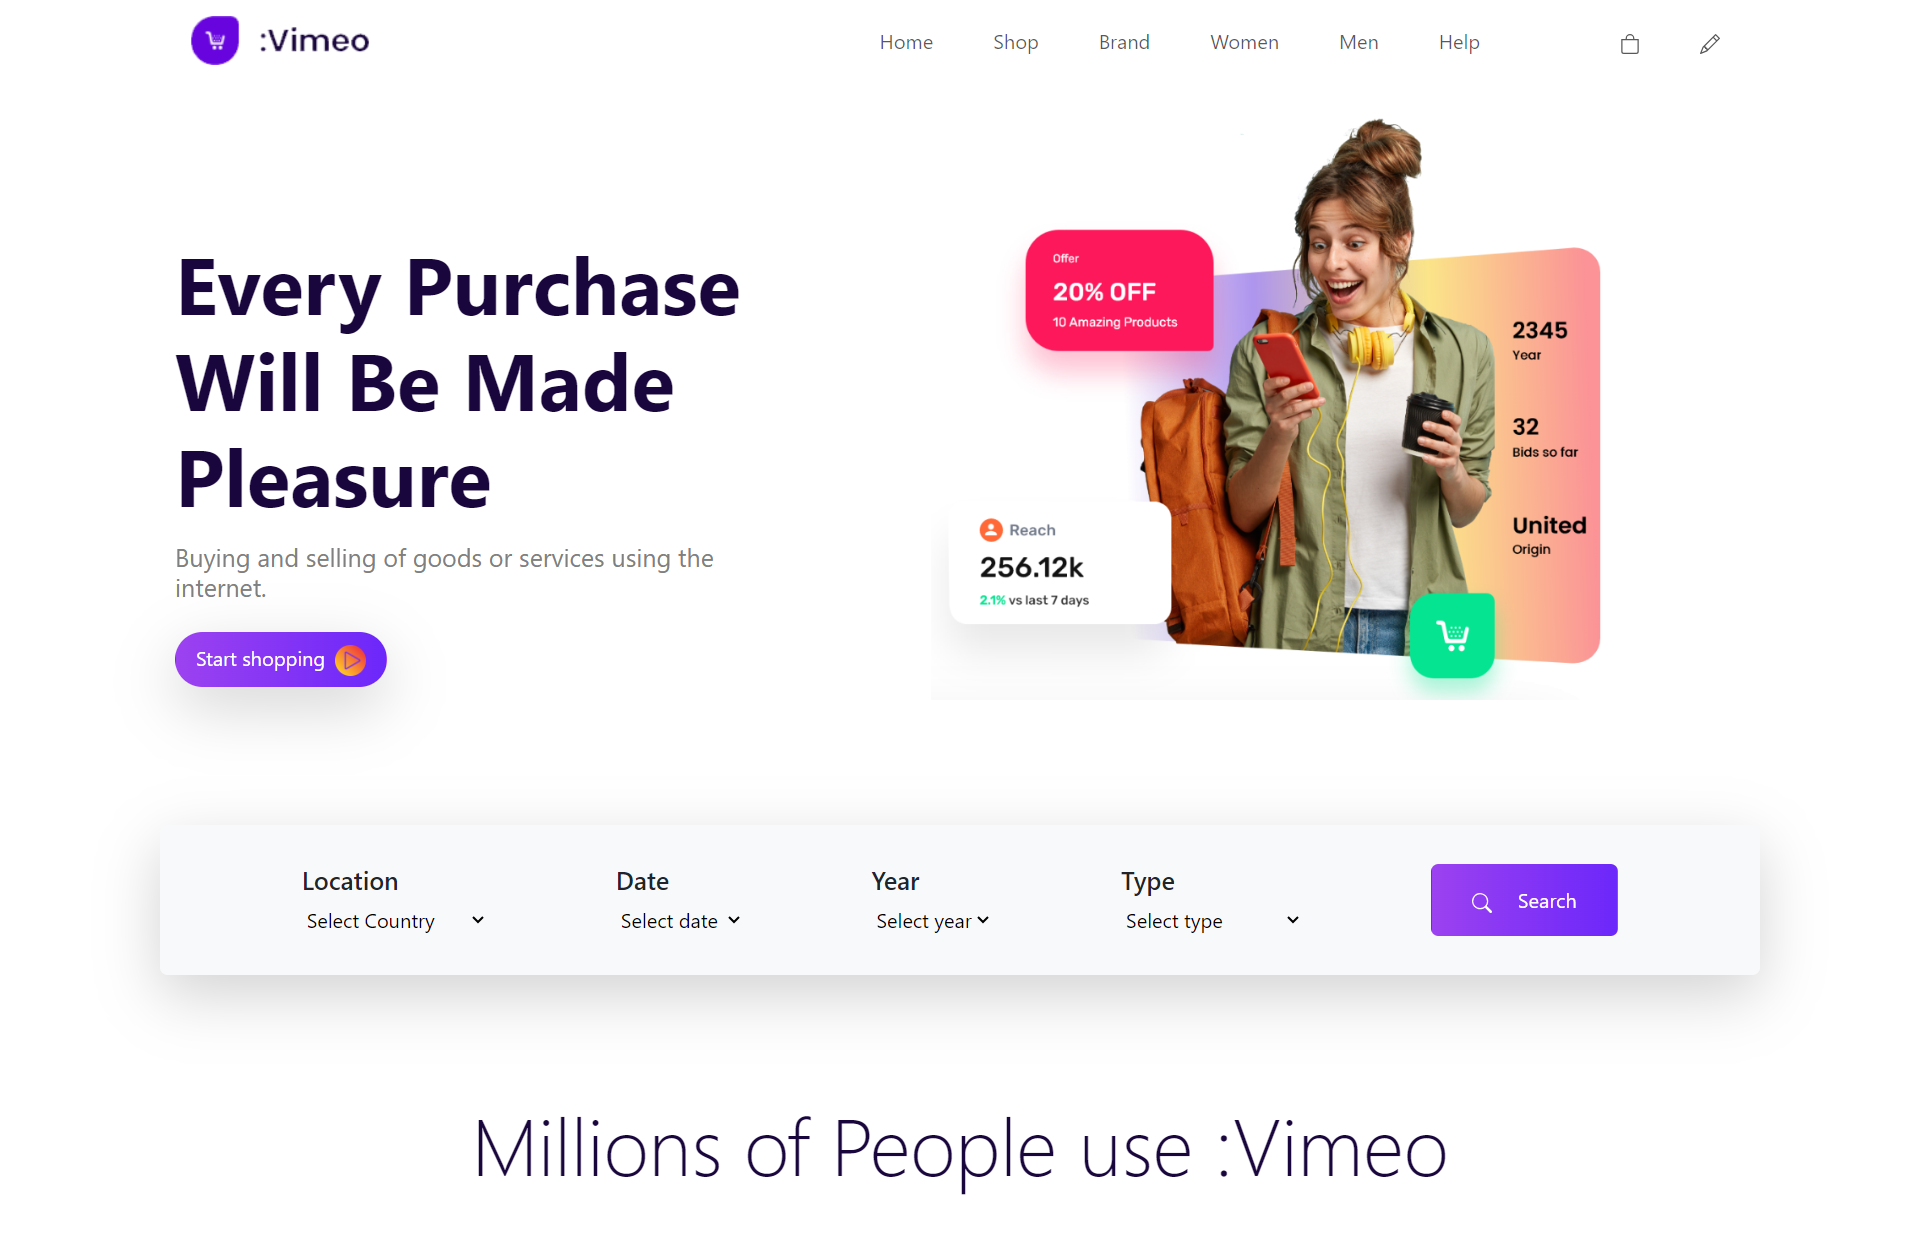 :Vimeo
Home
Shop
Brand
Women
Men
Help
Every Purchase
Will Be Made
Pleasure
Buying and selling of goods or services using the
internet.
Start shopping
Offer
20% OFF
10 Amazing Products
2345
Year
32
Bids so far
United
Origin
Reach
256.12k
2.1% vs last 7 days
Location
Select Country
Date
Select date
Year
Select year
Type
Select type
Search
Millions of People use :Vimeo